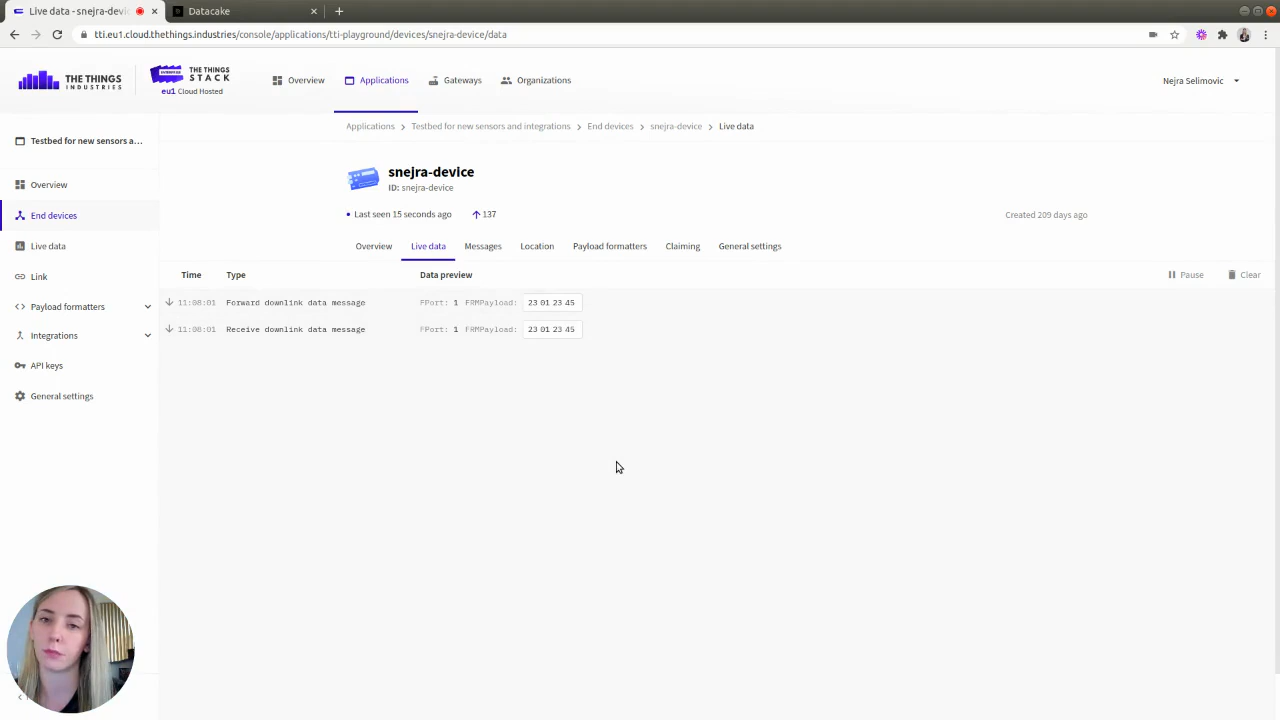 Live data - snejra-devi
Datacake
tti.eu1.cloud.thethings.industries/console/applications/tti-playground/devices/snejra-device/data
THE THINGS INDUSTRIES
THE THINGS STACK
eu1 Cloud Hosted
Overview
Applications
Gateways
Organizations
Nejra Selimovic
Testbed for new sensors a...
Overview
End devices
Live data
Link
Payload formatters
Integrations
API keys
General settings
Applications > Testbed for new sensors and integrations > End devices > snejra-device > Live data
snejra-device
ID: snejra-device
Last seen 15 seconds ago ↑ 137
Created 209 days ago
Overview Live data Messages Location Payload formatters Claiming General settings
Time Type Data preview Pause Clear
↓ 11:08:01 Forward downlink data message FPort: 1 FRMPayload: 23 01 23 45
↓ 11:08:01 Receive downlink data message FPort: 1 FRMPayload: 23 01 23 45